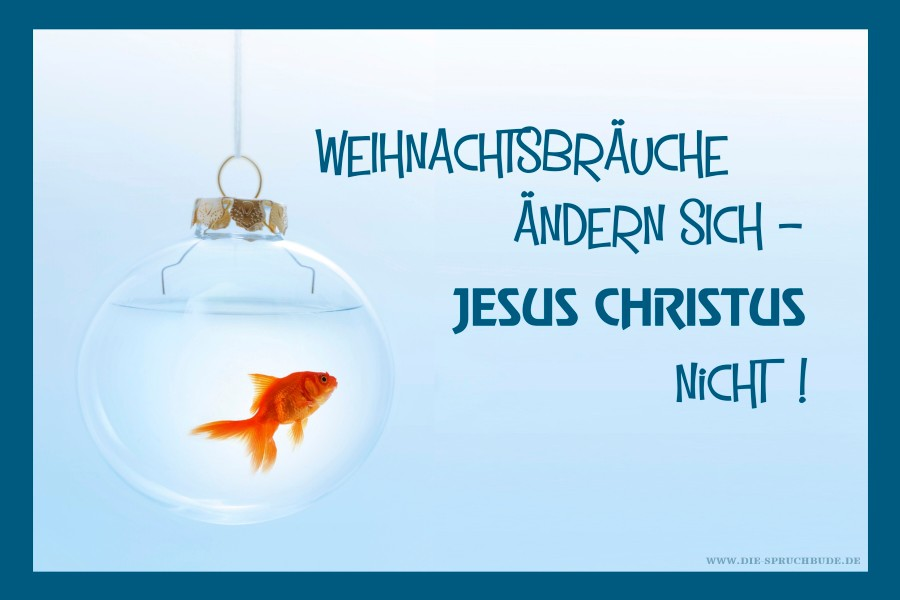 WEIHNACHTSBRÄUCHE
ÄNDERN SICH –
JESUS CHRISTUS
NiCHT !
WWW.DIE-SPRUCHBUDE.DE